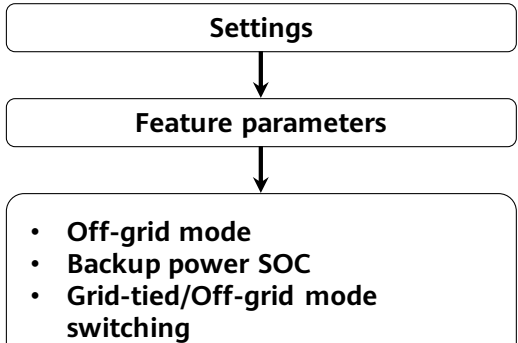 Settings
Feature parameters
• Off-grid mode
• Backup power SOC
• Grid-tied/Off-grid mode
switching